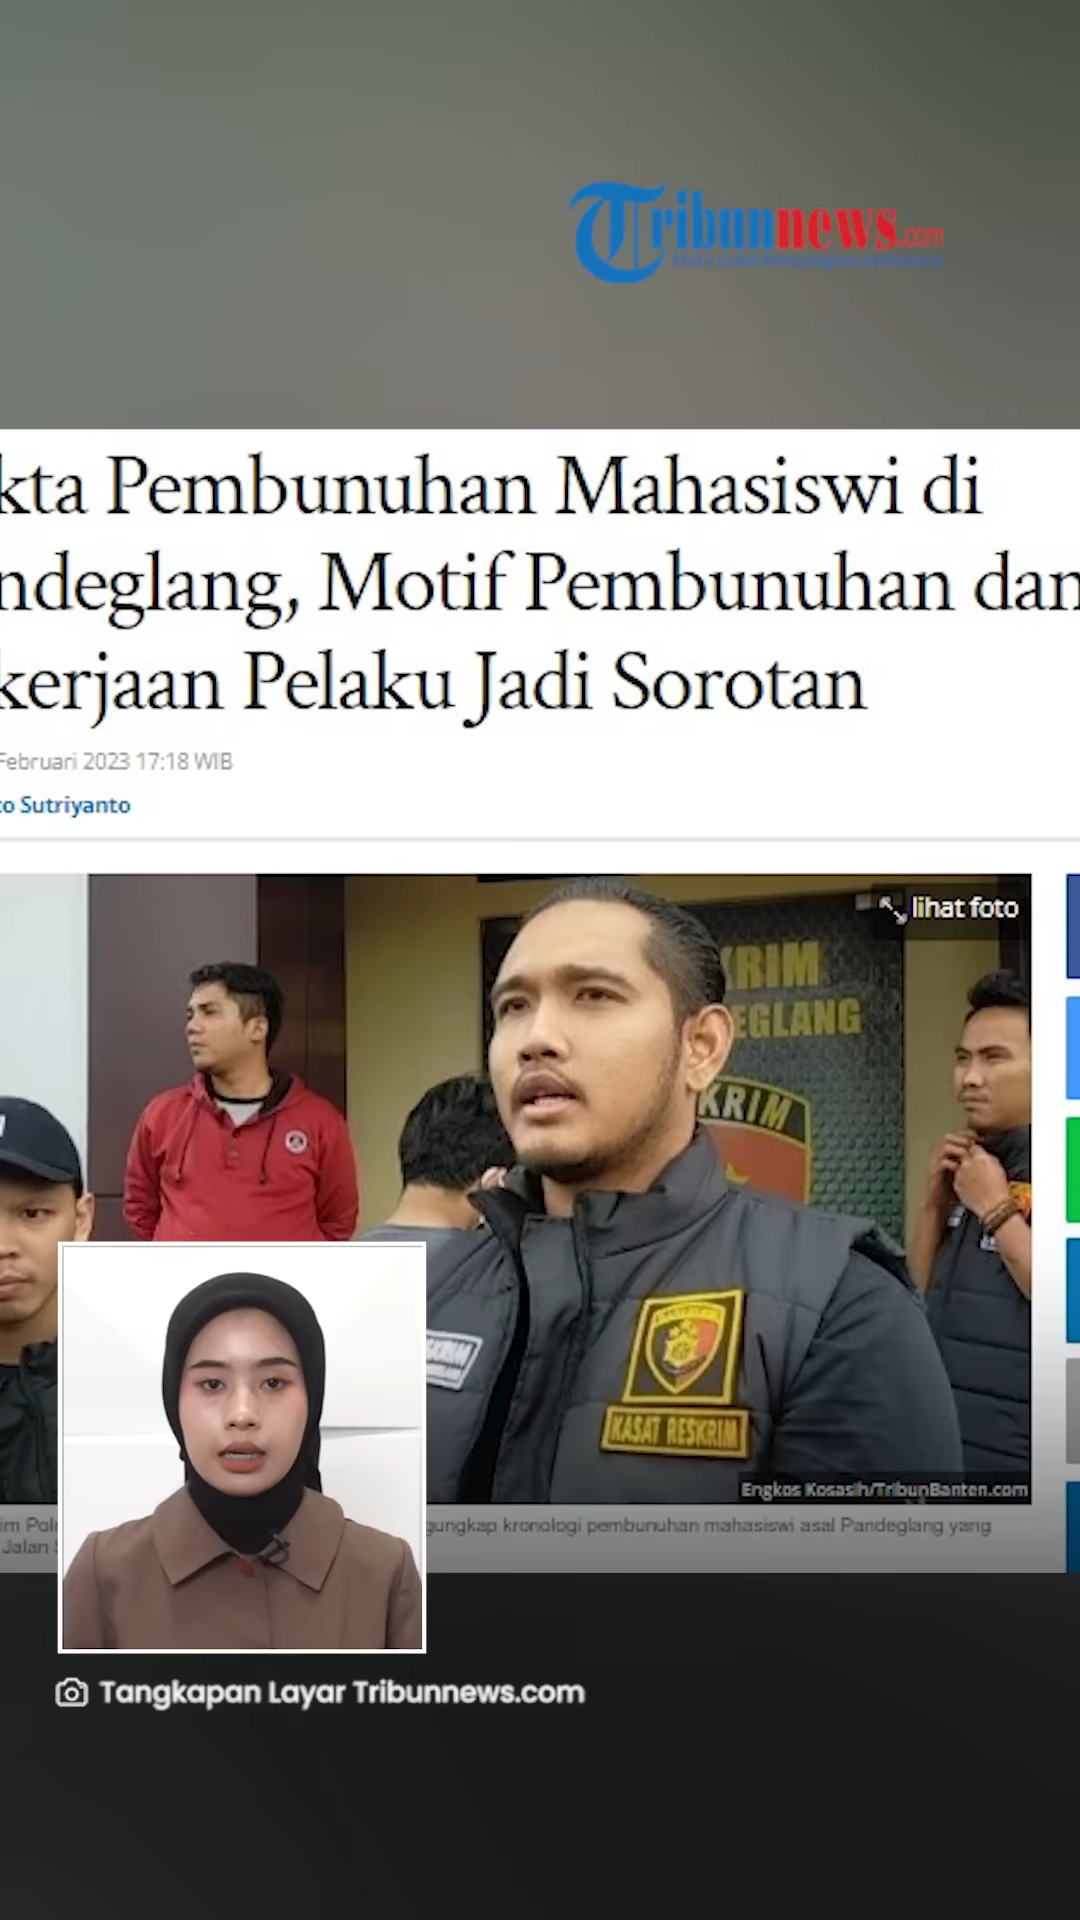 Tribunnews.com
kta Pembunuhan Mahasiswi di
ndeglang, Motif Pembunuhan dan
kerjaan Pelaku Jadi Sorotan
Februari 2023 17:18 WIB
to Sutriyanto
lihat foto
KRIM
EGLANG
KRIM
KASAT RESKRIM
Engkos Kosasih/TribunBanten.com
gungkap kronologi pembunuhan mahasiswi asal Pandeglang yang
Jalan
Tangkapan Layar Tribunnews.com